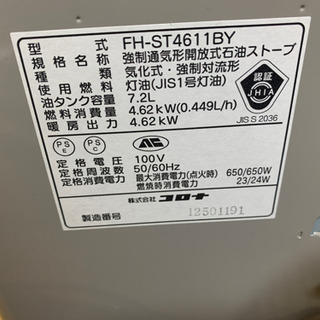 型式 FH-ST4611BY
規格名称 強制通気形開放式石油ストーブ
気化式・強制対流形
使用燃料 灯油(JIS1号灯油)
油タンク容量 7.2L
燃料消費量 4.62kW(0.449L/h)
暖房出力 4.62kW
認証
JHIA
JIS S 2036
PS E
PS C
定格電圧 100V
定格周波数 50/60Hz
定格消費電力 最大消費電力(点火時) 650/650W
燃焼時消費電力 23/24W
株式会社 コロナ
製造番号 12501191